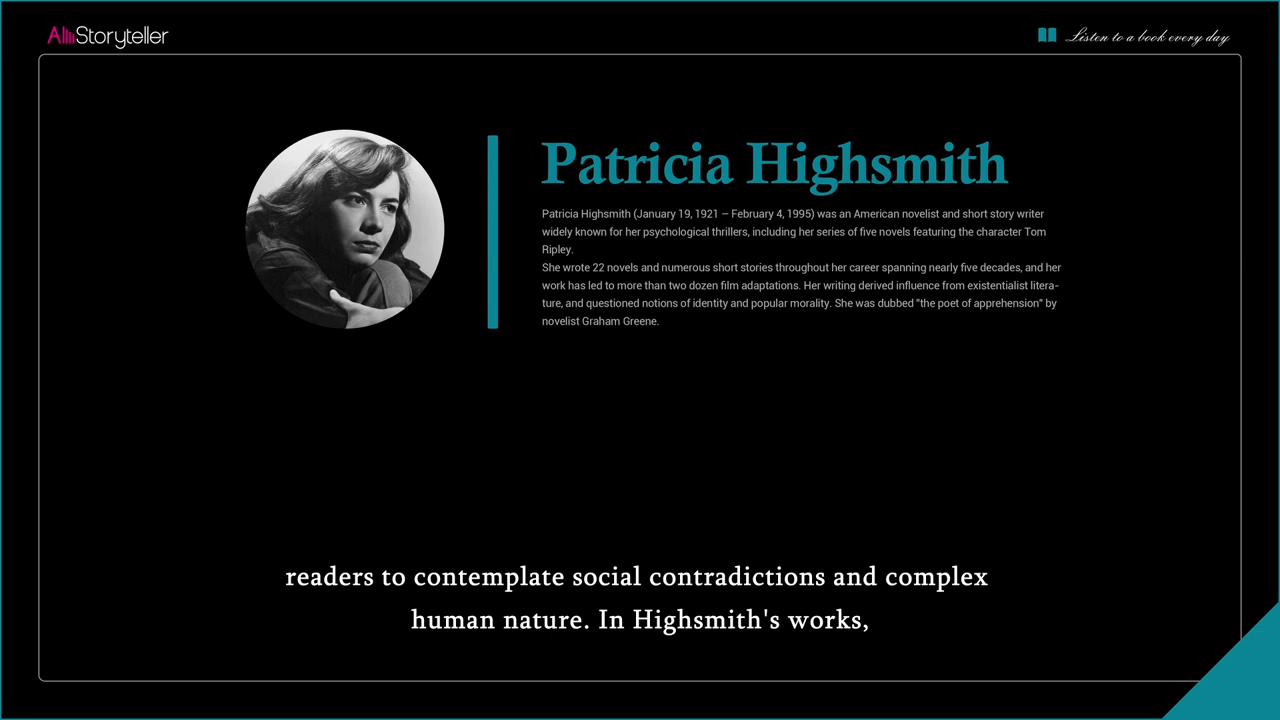 AllStoryteller
Listen to a book every day
Patricia Highsmith
Patricia Highsmith (January 19, 1921 – February 4, 1995) was an American novelist and short story writer
widely known for her psychological thrillers, including her series of five novels featuring the character Tom
Ripley.
She wrote 22 novels and numerous short stories throughout her career spanning nearly five decades, and her
work has led to more than two dozen film adaptations. Her writing derived influence from existentialist litera-
ture, and questioned notions of identity and popular morality. She was dubbed "the poet of apprehension" by
novelist Graham Greene.
readers to contemplate social contradictions and complex
human nature. In Highsmith's works,